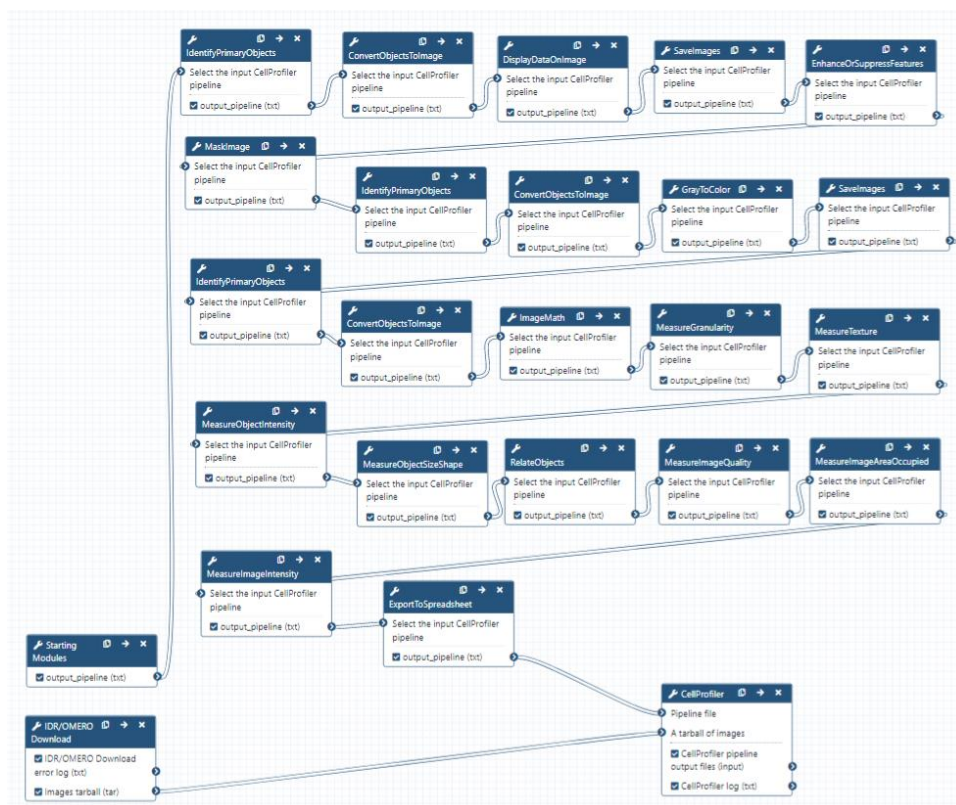 IdentifyPrimaryObjects
Select the input CellProfiler
pipeline
output_pipeline (txt)
ConvertObjectsToImage
Select the input CellProfiler
pipeline
output_pipeline (txt)
DisplayDataOnImage
Select the input CellProfiler
pipeline
output_pipeline (txt)
SaveImages
Select the input CellProfiler
pipeline
output_pipeline (txt)
EnhanceOrSuppressFeatures
Select the input CellProfiler
pipeline
output_pipeline (txt)
MaskImage
Select the input CellProfiler
pipeline
output_pipeline (txt)
IdentifyPrimaryObjects
Select the input CellProfiler
pipeline
output_pipeline (txt)
ConvertObjectsToImage
Select the input CellProfiler
pipeline
output_pipeline (txt)
GrayToColor
Select the input CellProfiler
pipeline
output_pipeline (txt)
SaveImages
Select the input CellProfiler
pipeline
output_pipeline (txt)
IdentifyPrimaryObjects
Select the input CellProfiler
pipeline
output_pipeline (txt)
ConvertObjectsToImage
Select the input CellProfiler
pipeline
output_pipeline (txt)
ImageMath
Select the input CellProfiler
pipeline
output_pipeline (txt)
MeasureGranularity
Select the input CellProfiler
pipeline
output_pipeline (txt)
MeasureTexture
Select the input CellProfiler
pipeline
output_pipeline (txt)
MeasureObjectIntensity
Select the input CellProfiler
pipeline
output_pipeline (txt)
MeasureObjectSizeShape
Select the input CellProfiler
pipeline
output_pipeline (txt)
RelateObjects
Select the input CellProfiler
pipeline
output_pipeline (txt)
MeasureImageQuality
Select the input CellProfiler
pipeline
output_pipeline (txt)
MeasureImageAreaOccupied
Select the input CellProfiler
pipeline
output_pipeline (txt)
MeasureImageIntensity
Select the input CellProfiler
pipeline
output_pipeline (txt)
ExportToSpreadsheet
Select the input CellProfiler
pipeline
output_pipeline (txt)
Starting
Modules
output_pipeline (txt)
IDR/OMERO
Download
IDR/OMERO Download
error log (txt)
images tarball (tar)
CellProfiler
Pipeline file
A tarball of images
CellProfiler pipeline
output files (input)
CellProfiler log (txt)